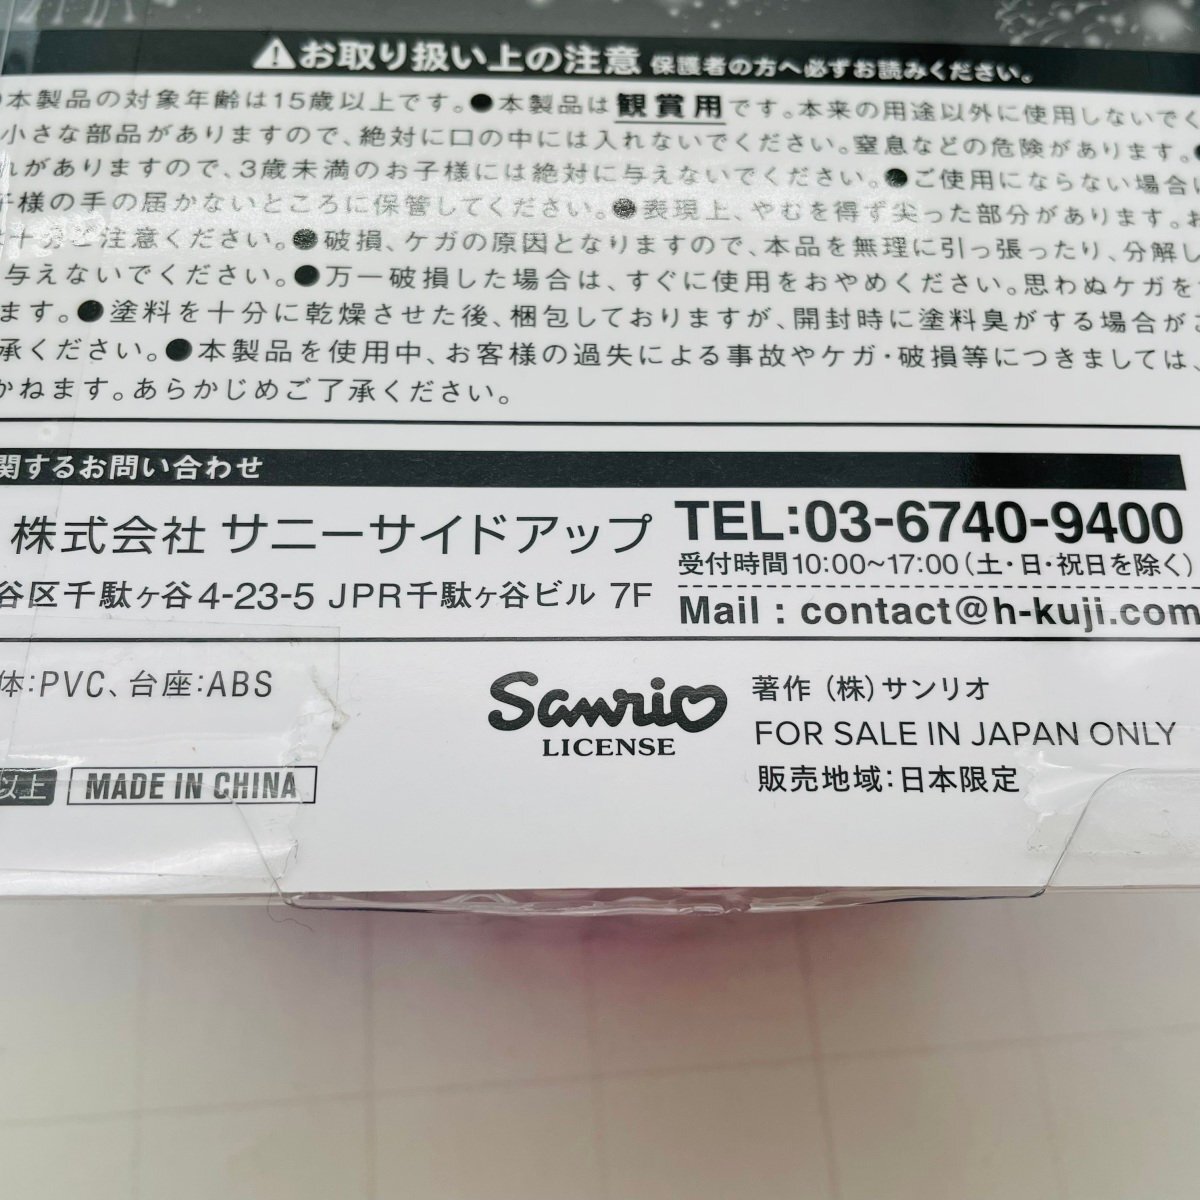 お取り扱い上の注意 保護者の方へ必ずお読みください。
本製品の対象年齢は15歳以上です。●本製品は観賞用です。本来の用途以外に使用しないでく
小さな部品がありますので、絶対に口の中には入れないでください。窒息などの危険があります。●
がありますので、3歳未満のお子様には絶対に与えないでください。●ご使用にならない場合は
様の手の届かないところに保管してください。●表現上、やむを得ず尖った部分があります。
十分ご注意ください。●破損、ケガの原因となりますので、本品を無理に引っ張ったり、分解し
与えないでください。●万一破損した場合は、すぐに使用をおやめください。思わぬケガを
ます。●塗料を十分に乾燥させた後、梱包しておりますが、開封時に塗料臭がする場合が
承ください。●本製品を使用中、お客様の過失による事故やケガ・破損等につきましては、
かねます。あらかじめご了承ください。
関するお問い合わせ
株式会社 サニーサイドアップ
谷区千駄ヶ谷4-23-5 JPR千駄ヶ谷ビル 7F
TEL:03-6740-9400
受付時間10:00~17:00(土・日・祝日を除く)
Mail : contact@h-kuji.com
体:PVC、台座:ABS
以上 MADE IN CHINA
Sanrio
LICENSE
著作(株)サンリオ
FOR SALE IN JAPAN ONLY
販売地域:日本限定